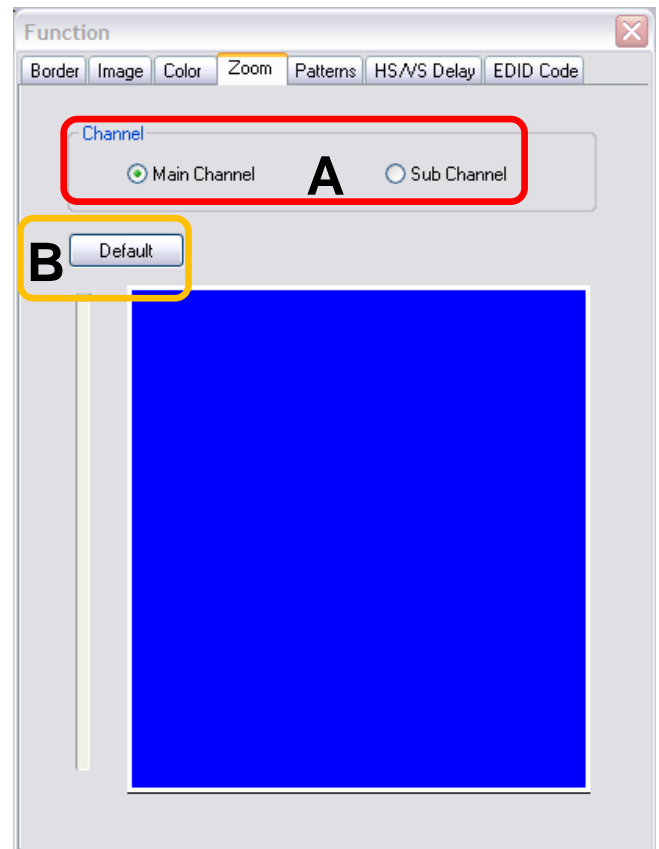 Function
Border Image Color Zoom Patterns HS/VS Delay EDID Code
Channel
Main Channel A Sub Channel
B Default